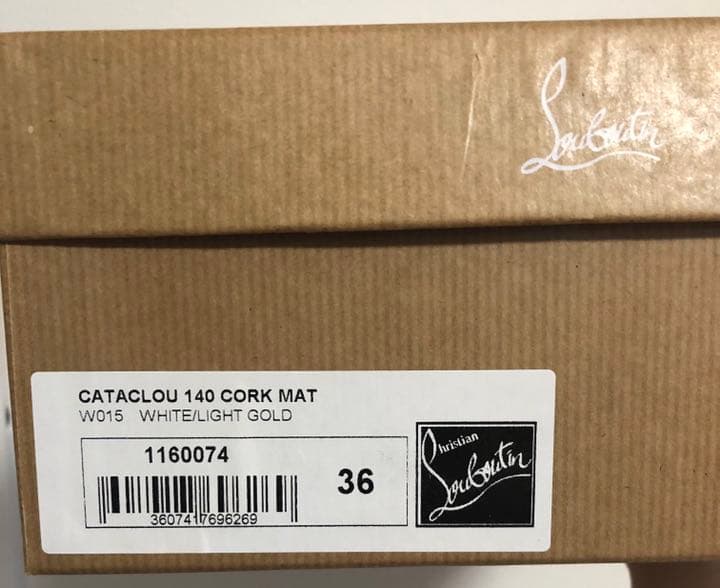 Louboutin
CATACLOU 140 CORK MAT
W015 WHITE/LIGHT GOLD
1160074
36
3607417696269
Christian
Louboutin